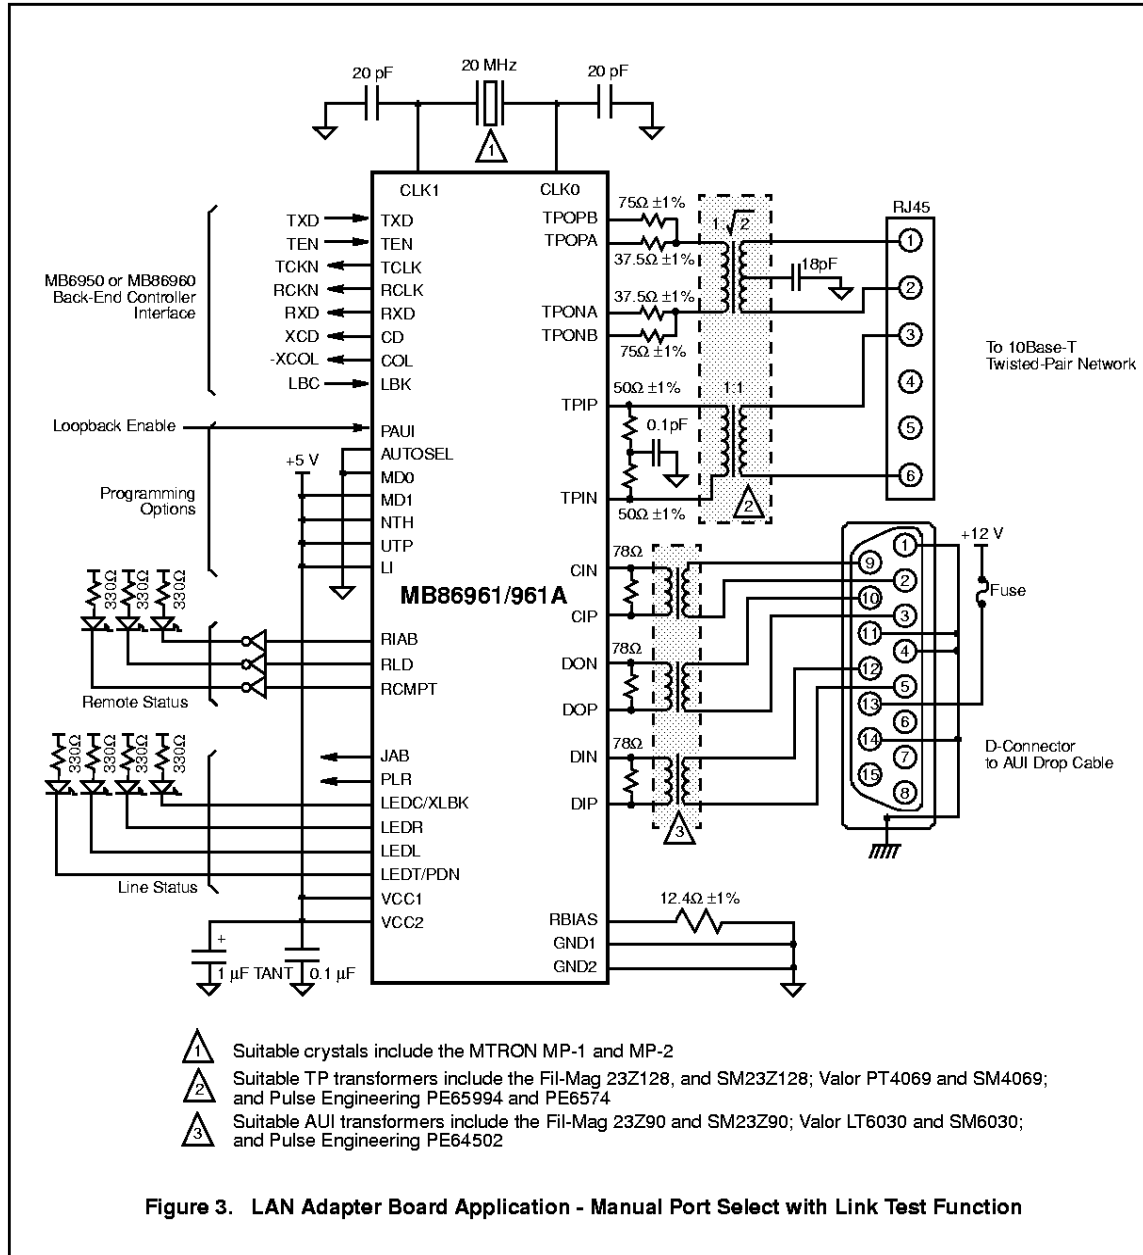 20 pF
20 MHz
20 pF
1
CLK1
CLK0
MB6950 or MB86960
Back-End Controller
Interface
TXD
TEN
TCKN
RCKN
RXD
XCD
-XCOL
LBC
TXD
TEN
TCLK
RCLK
RXD
CD
COL
LBK
Loopback Enable
PAUI
AUTOSEL
MD0
MD1
NTH
UTP
LI
+5 V
Programming
Options
MB86961/961A
330Ω
330Ω
330Ω
RIAB
RLD
RCMPT
Remote Status
330Ω
330Ω
330Ω
330Ω
JAB
PLR
LEDC/XLBK
LEDR
LEDL
LEDT/PDN
Line Status
VCC1
VCC2
+
1 µF TANT
0.1 µF
TPOPB
TPOPA
75Ω ±1%
37.5Ω ±1%
TPONA
TPONB
37.5Ω ±1%
75Ω ±1%
1 √2
18pF
TPIP
TPIN
50Ω ±1%
0.1pF
50Ω ±1%
1:1
2
RJ45
1
2
3
4
5
6
To 10Base-T
Twisted-Pair Network
CIN
CIP
78Ω
DON
DOP
78Ω
DIN
DIP
78Ω
3
1
9
2
10
3
11
4
12
5
13
6
14
7
15
8
+12 V
Fuse
D-Connector
to AUI Drop Cable
RBIAS
GND1
GND2
12.4Ω ±1%
1 Suitable crystals include the MTRON MP-1 and MP-2
2 Suitable TP transformers include the Fil-Mag 23Z128, and SM23Z128; Valor PT4069 and SM4069;
and Pulse Engineering PE65994 and PE6574
3 Suitable AUI transformers include the Fil-Mag 23Z90 and SM23Z90; Valor LT6030 and SM6030;
and Pulse Engineering PE64502
Figure 3. LAN Adapter Board Application - Manual Port Select with Link Test Function